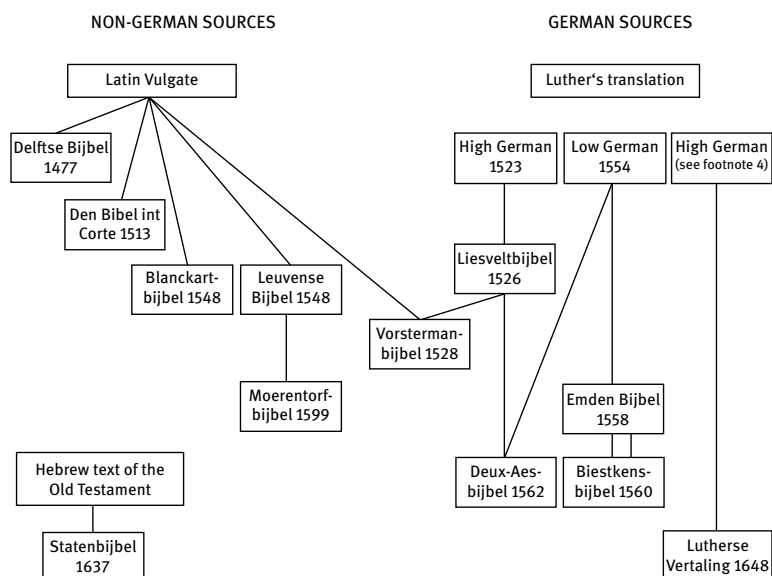 NON-GERMAN SOURCES
GERMAN SOURCES
Latin Vulgate
Luther‘s translation
Delftse Bijbel
1477
High German
1523
Low German
1554
High German
(see footnote 4)
Den Bibel int
Corte 1513
Blanckart-
bijbel 1548
Leuvense
Bijbel 1548
Liesveltbijbel
1526
Vorsterman-
bijbel 1528
Moerentorf-
bijbel 1599
Emden Bijbel
1558
Hebrew text of the
Old Testament
Deux-Aes-
bijbel 1562
Biestkens-
bijbel 1560
Statenbijbel
1637
Lutherse
Vertaling 1648